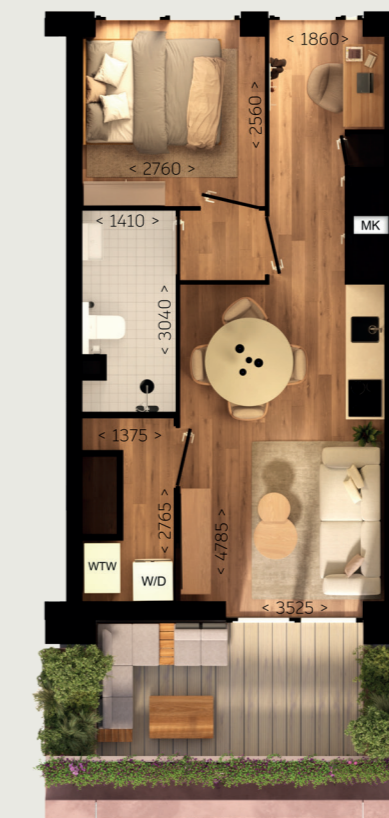 < 1860>
< 2560 >
< 2760 >
< 1410 >
MK
< 3040 >
< 1375 >
< 2765 >
< 4785 >
WTW
W/D
< 3525 >